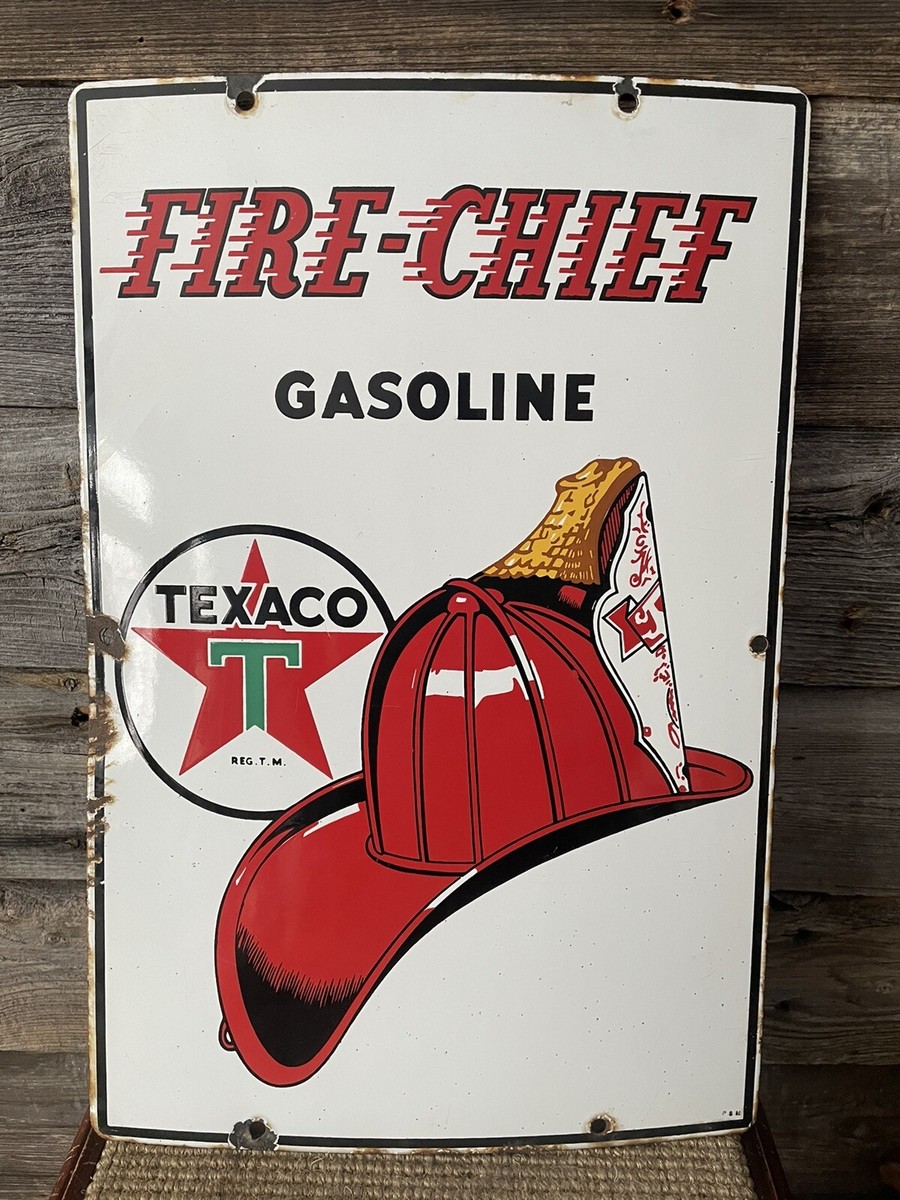 FIRE-CHIEF
GASOLINE
TEXACO
T
REG. T. M.